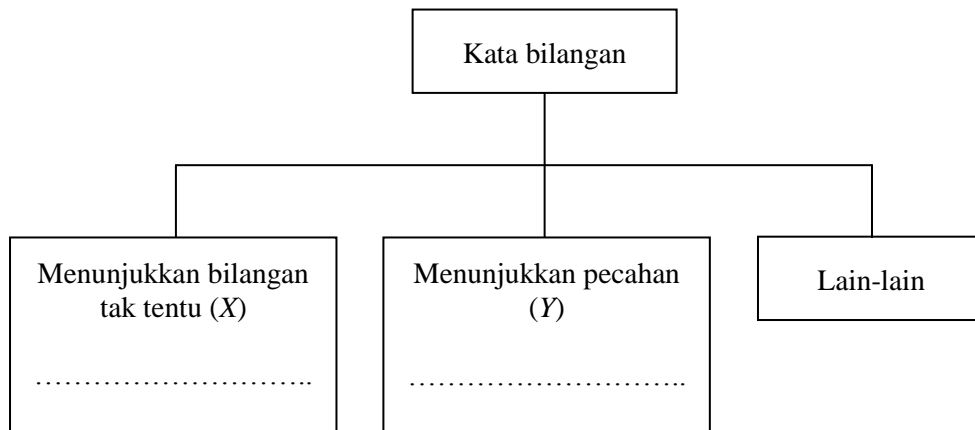 Kata bilangan
Menunjukkan bilangan
tak tentu (X)
………………………..
Menunjukkan pecahan
(Y)
………………………..
Lain-lain